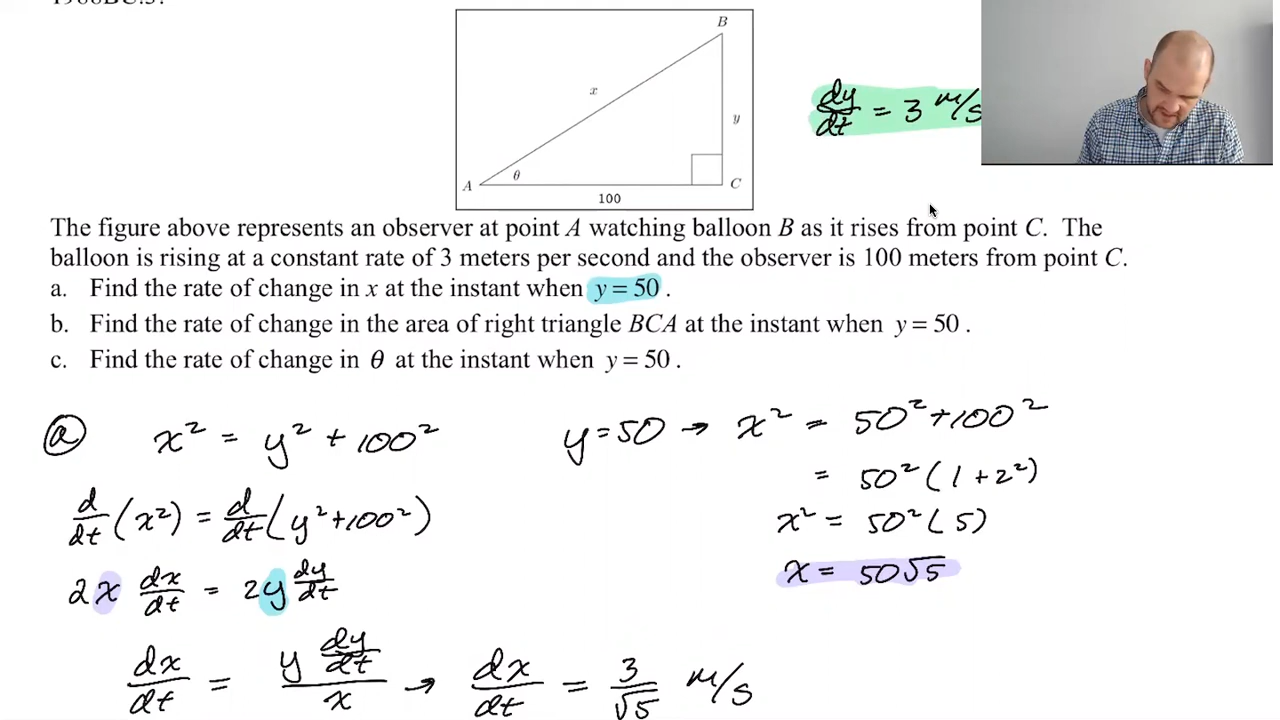 B
x
y
θ
A
C
100
dy/dt = 3 m/s
The figure above represents an observer at point A watching balloon B as it rises from point C. The
balloon is rising at a constant rate of 3 meters per second and the observer is 100 meters from point C.
a. Find the rate of change in x at the instant when y = 50 .
b. Find the rate of change in the area of right triangle BCA at the instant when y = 50 .
c. Find the rate of change in θ at the instant when y = 50 .
ⓐ x² = y² + 100²
y = 50 → x² = 50² + 100²
= 50² (1 + 2²)
d/dt (x²) = d/dt (y² + 100²)
x² = 50² (5)
2x dx/dt = 2y dy/dt
x = 50√5
dx/dt = y dy/dt / x → dx/dt = 3/√5 m/s